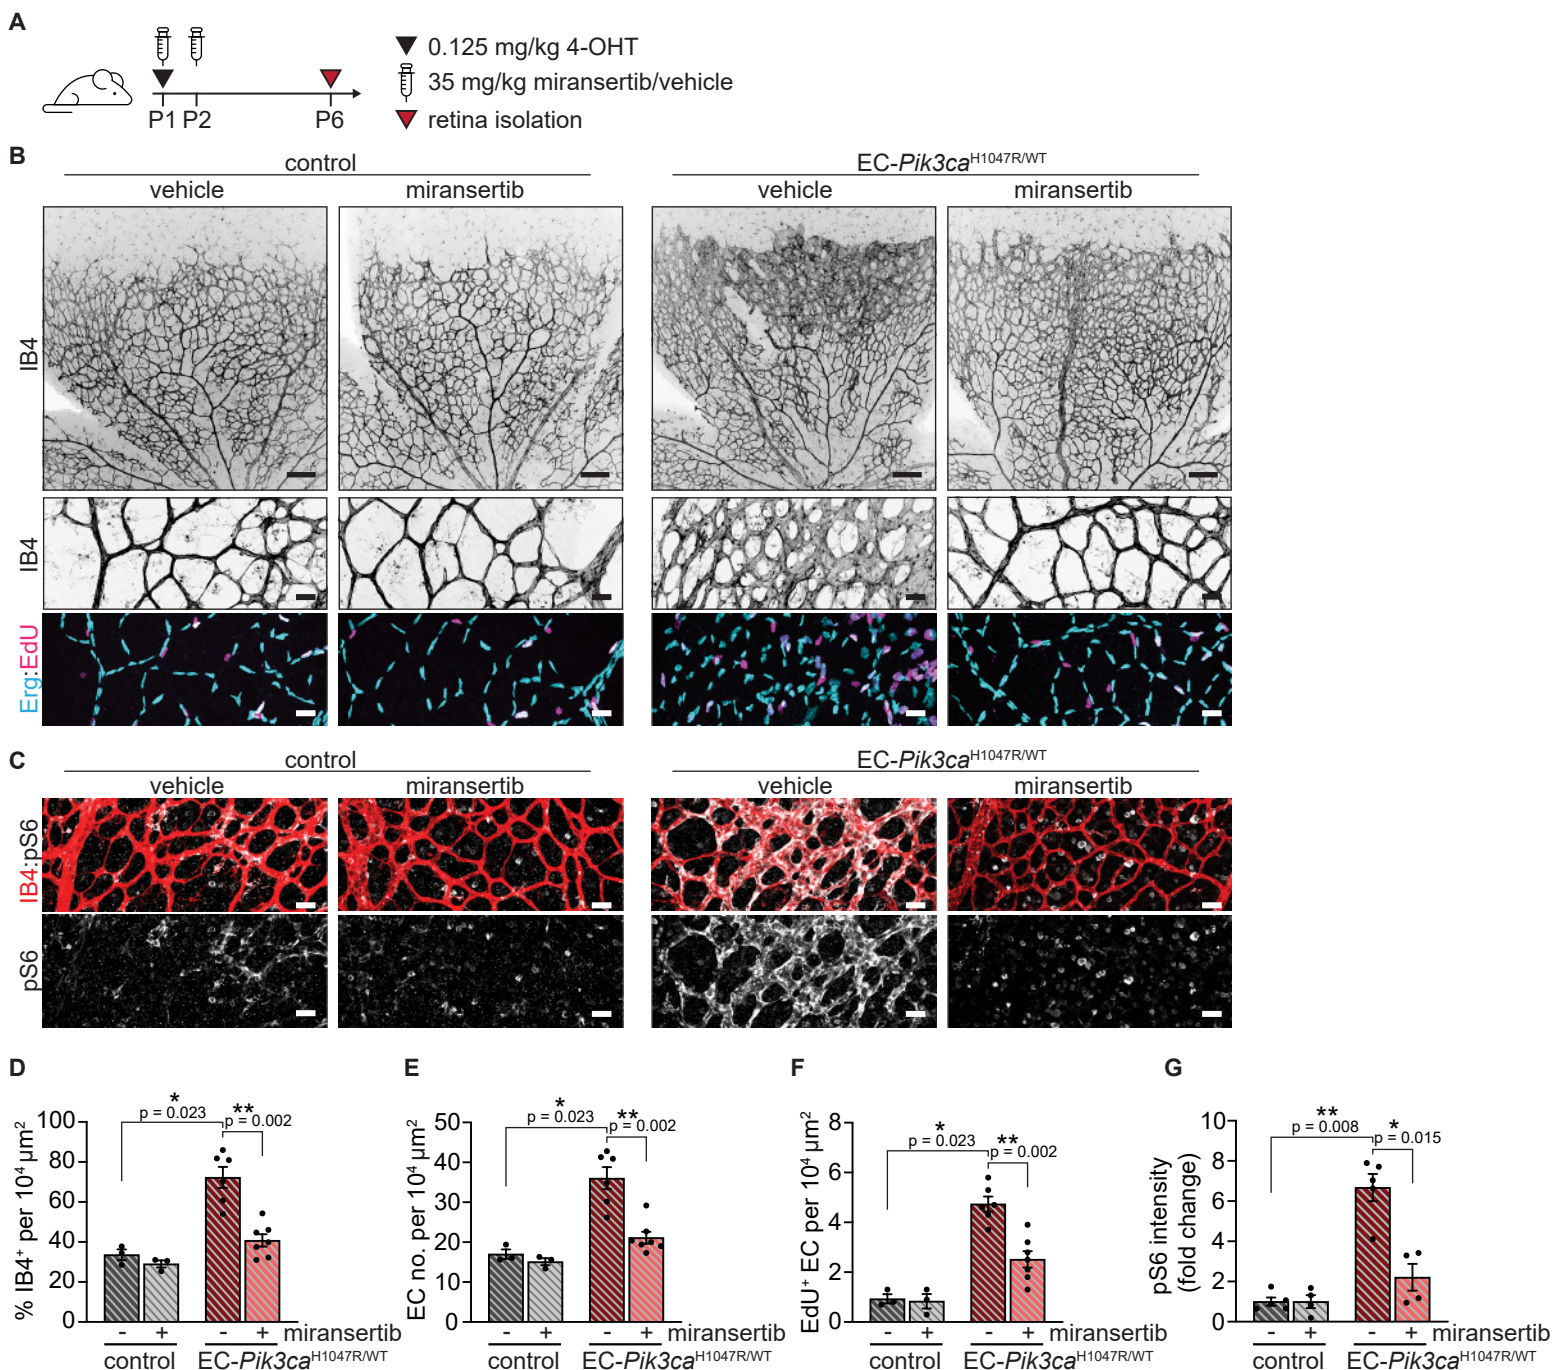 A
0.125 mg/kg 4-OHT
35 mg/kg miransertib/vehicle
P1 P2 P6
retina isolation
B
control EC-Pik3ca^H1047R/WT
vehicle miransertib vehicle miransertib
IB4
IB4
Erg:EdU
C
control EC-Pik3ca^H1047R/WT
vehicle miransertib vehicle miransertib
IB4:pS6
pS6
D
% IB4⁺ per 10⁴ µm²
100
80
60
40
20
0
*
p = 0.023
**
p = 0.002
- + - + miransertib
control EC-Pik3ca^H1047R/WT
E
EC no. per 10⁴ µm²
50
40
30
20
10
0
*
p = 0.023
**
p = 0.002
- + - + miransertib
control EC-Pik3ca^H1047R/WT
F
EdU⁺ EC per 10⁴ µm²
8
6
4
2
0
*
p = 0.023
**
p = 0.002
- + - + miransertib
control EC-Pik3ca^H1047R/WT
G
pS6 intensity
(fold change)
10
8
6
4
2
0
**
p = 0.008
*
p = 0.015
- + - + miransertib
control EC-Pik3ca^H1047R/WT